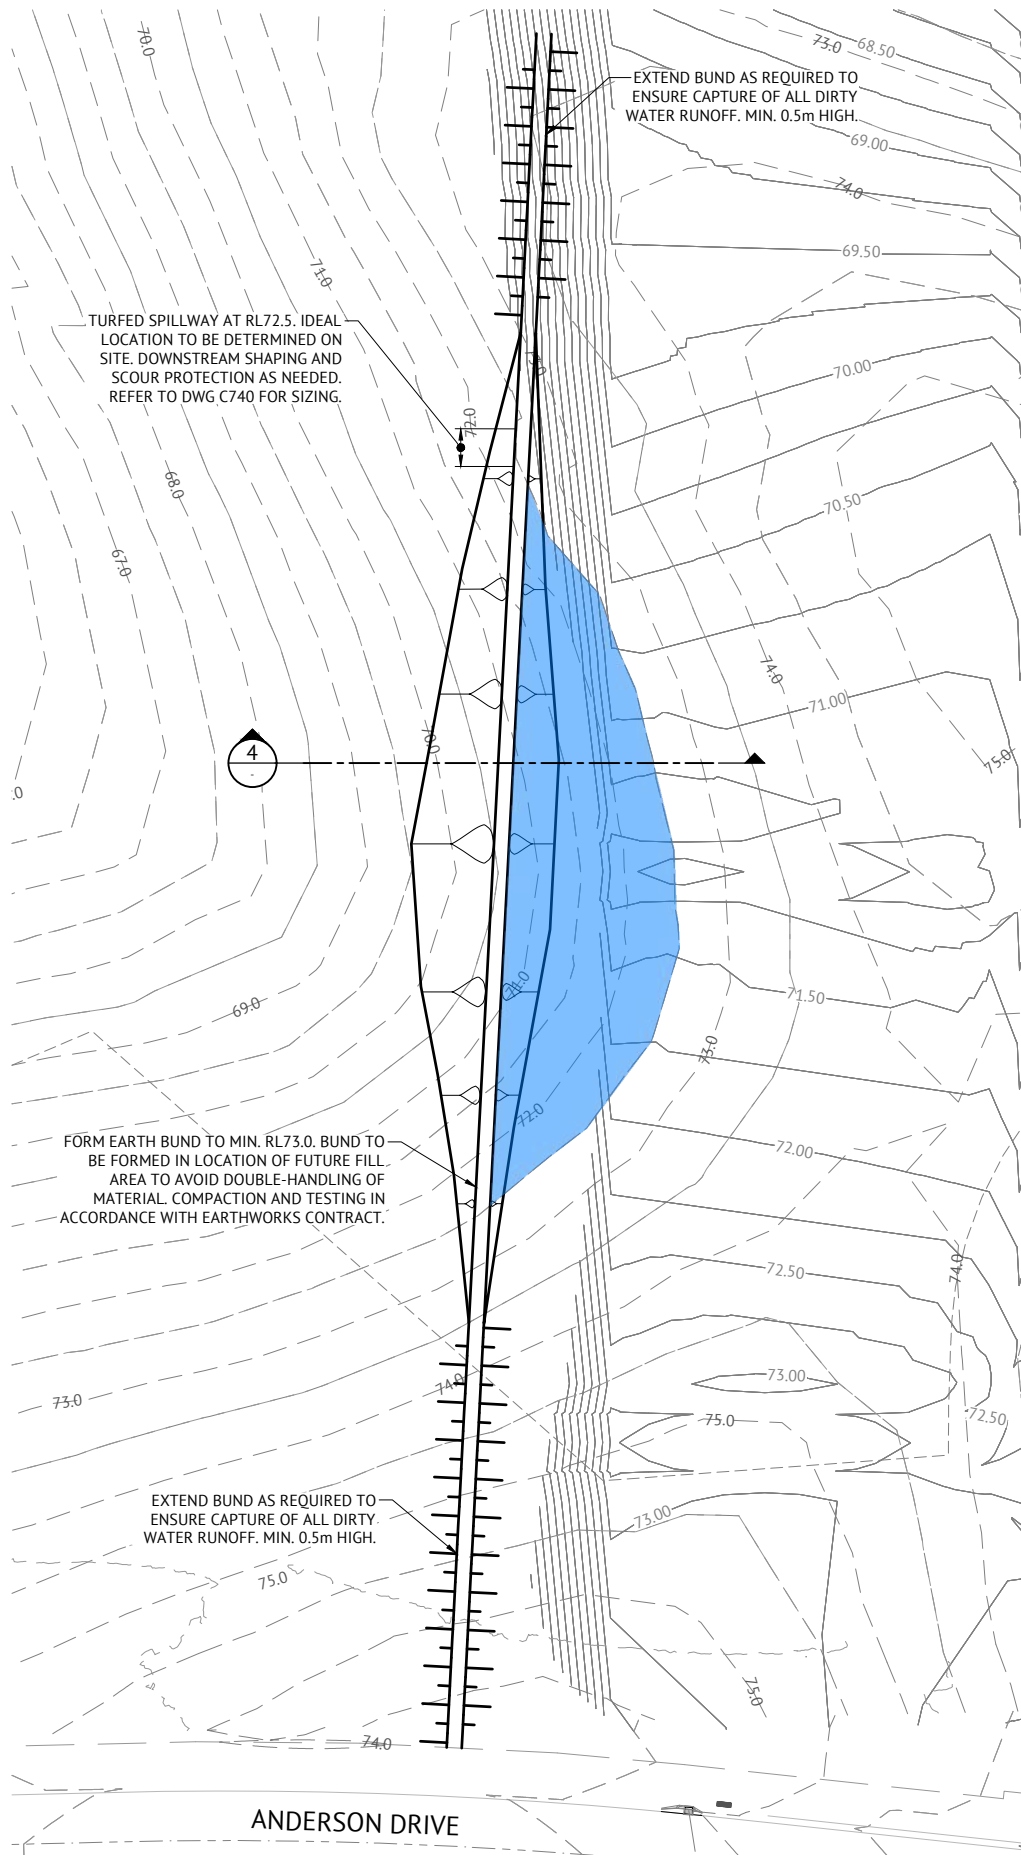 70.0
73.0
68.50
EXTEND BUND AS REQUIRED TO
ENSURE CAPTURE OF ALL DIRTY
WATER RUNOFF. MIN. 0.5m HIGH.
69.00
74.0
69.50
71.0
TURFED SPILLWAY AT RL72.5. IDEAL
LOCATION TO BE DETERMINED ON
SITE. DOWNSTREAM SHAPING AND
SCOUR PROTECTION AS NEEDED.
REFER TO DWG C740 FOR SIZING.
70.00
72.0
68.0
70.50
67.0
74.0
71.00
70.0
4
-
75.0
.0
71.0
71.50
69.0
73.0
72.0
FORM EARTH BUND TO MIN. RL73.0. BUND TO
BE FORMED IN LOCATION OF FUTURE FILL
AREA TO AVOID DOUBLE-HANDLING OF
MATERIAL. COMPACTION AND TESTING IN
ACCORDANCE WITH EARTHWORKS CONTRACT.
72.00
72.50
74.0
73.00
74.0
73.0
75.0
72.50
EXTEND BUND AS REQUIRED TO
ENSURE CAPTURE OF ALL DIRTY
WATER RUNOFF. MIN. 0.5m HIGH.
73.00
75.0
75.0
74.0
ANDERSON DRIVE